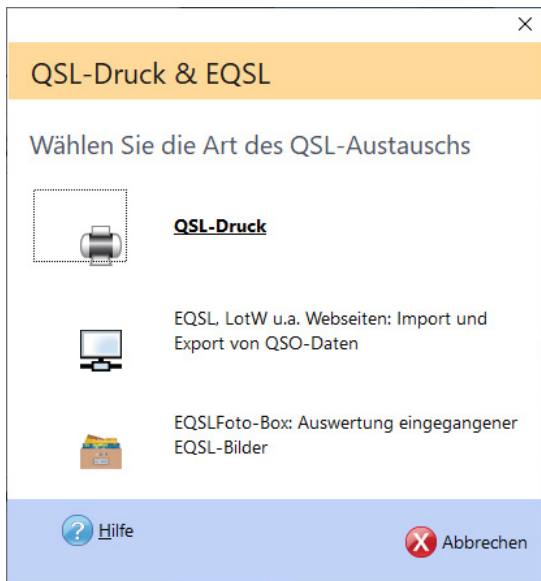 QSL-Druck & EQSL
Wählen Sie die Art des QSL-Austauschs
QSL-Druck
EQSL, LotW u.a. Webseiten: Import und
Export von QSO-Daten
EQSLFoto-Box: Auswertung eingegangener
EQSL-Bilder
Hilfe
Abbrechen